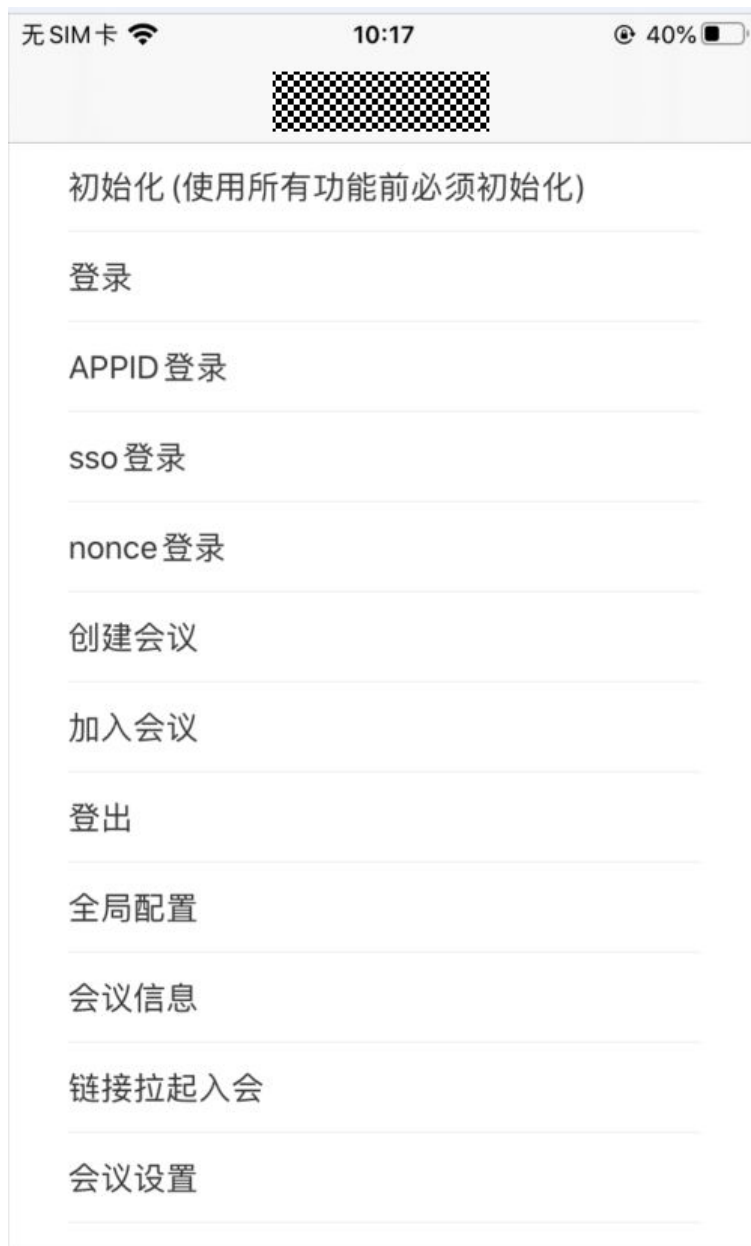 无SIM卡 10:17 40%
初始化(使用所有功能前必须初始化)
登录
APPID登录
sso登录
nonce登录
创建会议
加入会议
登出
全局配置
会议信息
链接拉起入会
会议设置